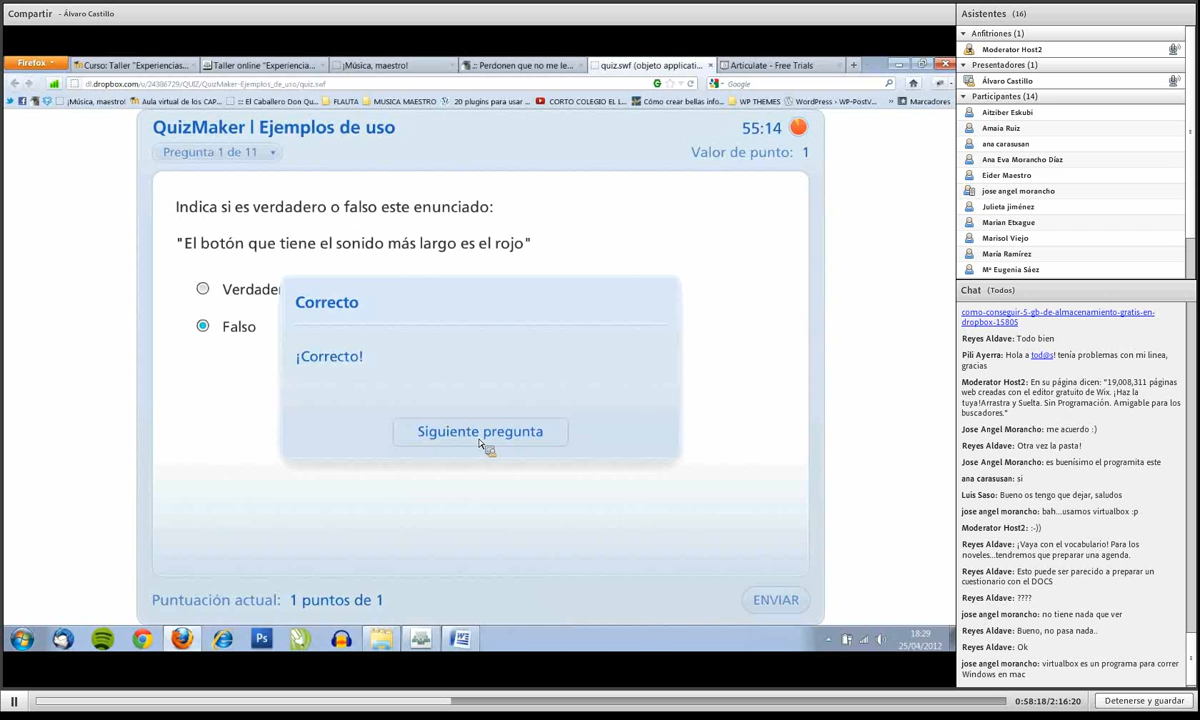 Compartir - Álvaro Castillo
Firefox
Curso: Taller "Experiencias...
Taller online "Experiencias...
¡Música, maestro!
.:: Perdonen que no me le...
quiz.swf (objeto applicati...
Articulate - Free Trials
dl.dropbox.com/u/24386729/QUIZ/QuizMaker-Ejemplos_de_uso/quiz.swf
Google
¡Música, maestro!
Aula virtual de los CAP...
:: El Caballero Don Qu...
FLAUTA
MUSICA MAESTRO
20 plugins para usar ...
CORTO COLEGIO EL L...
Cómo crear bellas info...
WP THEMES
WordPress › WP-PostV...
Marcadores
QuizMaker | Ejemplos de uso
55:14
Pregunta 1 de 11
Valor de punto: 1
Indica si es verdadero o falso este enunciado:
"El botón que tiene el sonido más largo es el rojo"
Verdader
Falso
Correcto
¡Correcto!
Siguiente pregunta
Puntuación actual: 1 puntos de 1
ENVIAR
18:29
25/04/2012
Asistentes (16)
Anfitriones (1)
Moderator Host2
Presentadores (1)
Álvaro Castillo
Participantes (14)
Aitziber Eskubi
Amaia Ruiz
ana carasusan
Ana Eva Morancho Díaz
Eider Maestro
jose angel morancho
Julieta jiménez
Marian Etxague
Marisol Viejo
María Ramírez
Mª Eugenia Sáez
Chat (Todos)
como-conseguir-5-gb-de-almacenamiento-gratis-en-
dropbox-15805
Reyes Aldave: Todo bien
Pili Ayerra: Hola a tod@s! tenía problemas con mi linea,
gracias
Moderator Host2: En su página dicen: "19,008,311 páginas
web creadas con el editor gratuito de Wix. ¡Haz la
tuya!Arrastra y Suelta. Sin Programación. Amigable para los
buscadores."
Jose Angel Morancho: me acuerdo :)
Reyes Aldave: Otra vez la pasta!
Jose Angel Morancho: es buenísimo el programita este
ana carasusan: si
Luis Saso: Bueno os tengo que dejar, saludos
jose angel morancho: bah...usamos virtualbox :p
Moderator Host2: :-))
Reyes Aldave: ¡Vaya con el vocabulario! Para los
noveles...tendremos que preparar una agenda.
Reyes Aldave: Esto puede ser parecido a preparar un
cuestionario con el DOCS
Reyes Aldave: ????
jose angel morancho: no tiene nada que ver
Reyes Aldave: Bueno, no pasa nada..
Reyes Aldave: Ok
jose angel morancho: virtualbox es un programa para correr
Windows en mac
0:58:18/2:16:20
Detenerse y guardar